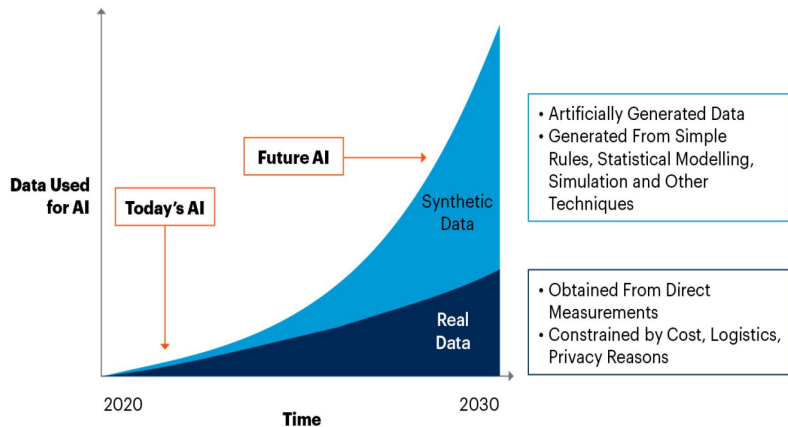 Data Used
for AI
Today's AI
Future AI
Synthetic
Data
Real
Data
• Artificially Generated Data
• Generated From Simple
Rules, Statistical Modelling,
Simulation and Other
Techniques
• Obtained From Direct
Measurements
• Constrained by Cost, Logistics,
Privacy Reasons
2020
Time
2030